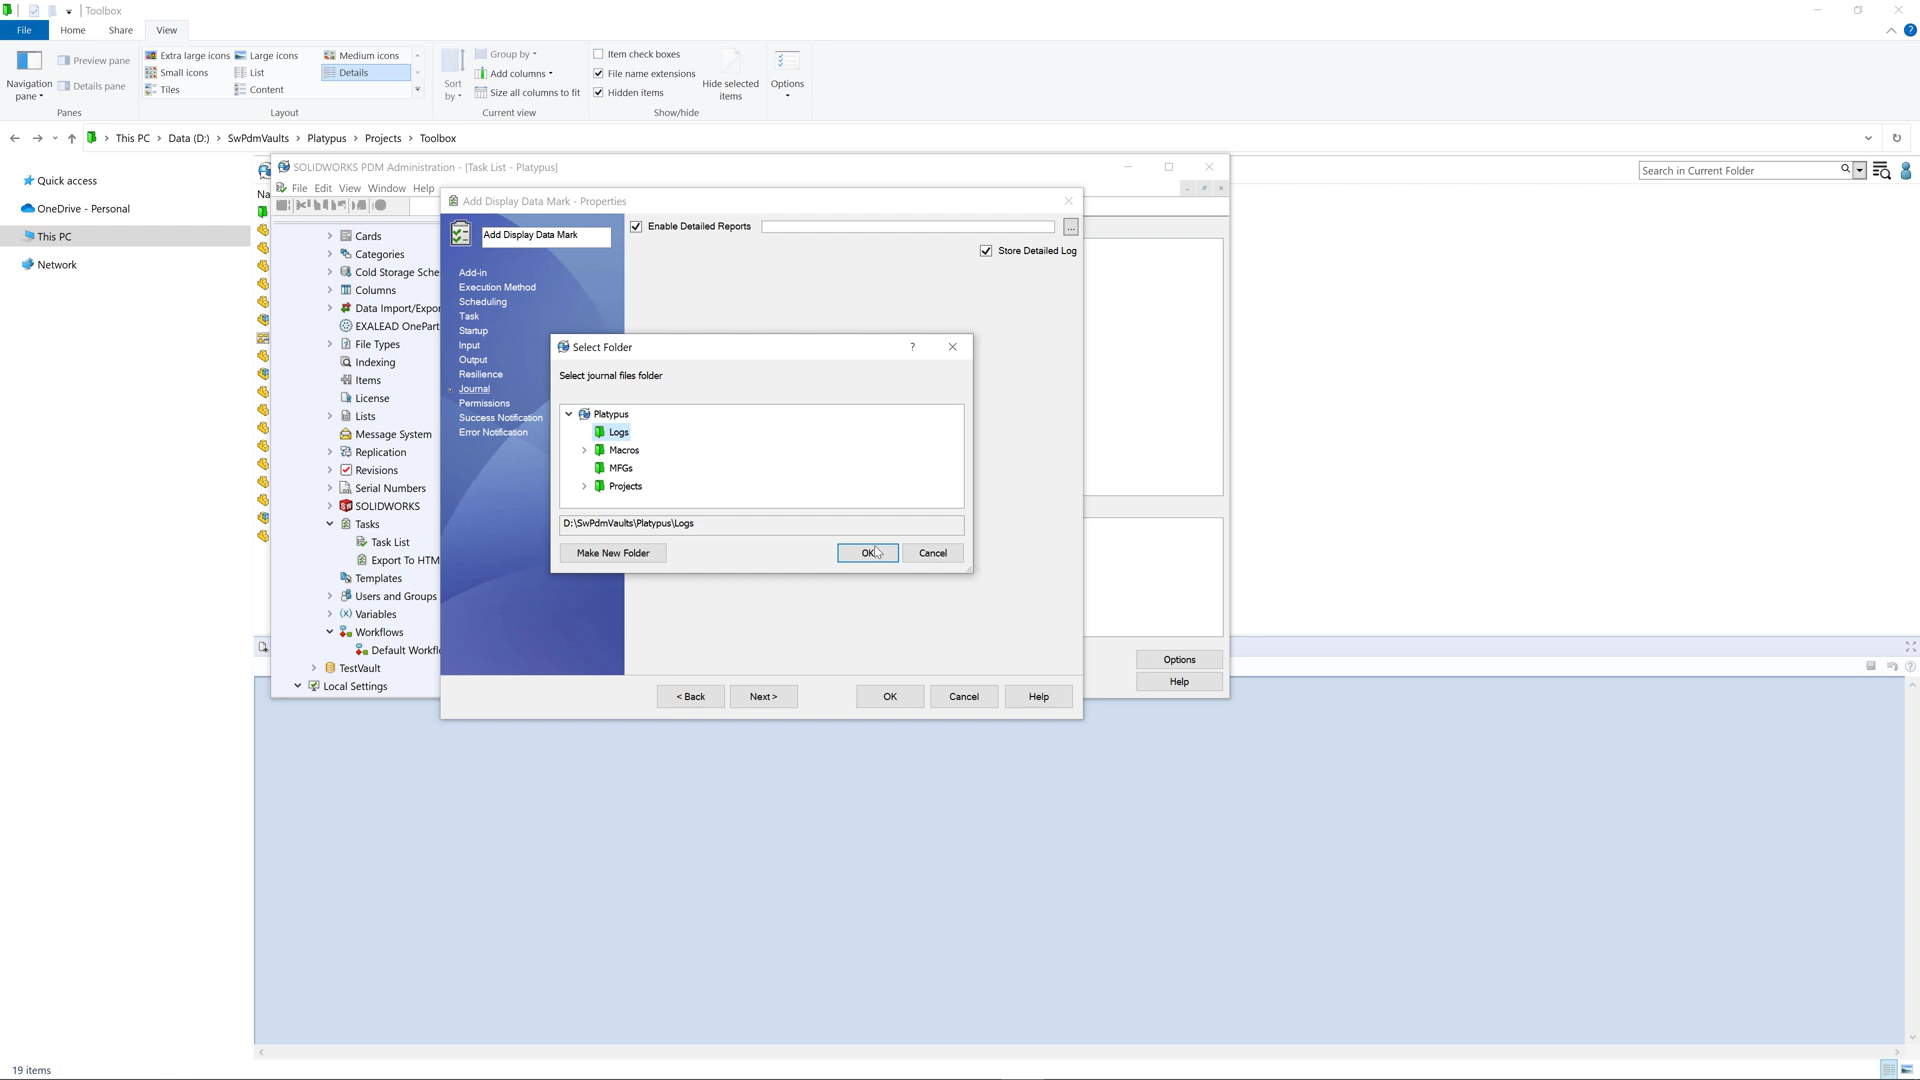 Toolbox
File Home Share View
Navigation pane
Preview pane
Details pane
Panes
Extra large icons Large icons Medium icons
Small icons List Details
Tiles Content
Layout
Sort by
Group by
Add columns
Size all columns to fit
Current view
Item check boxes
File name extensions
Hidden items
Hide selected items
Show/hide
Options
This PC > Data (D:) > SwPdmVaults > Platypus > Projects > Toolbox
Search in Current Folder
Quick access
OneDrive - Personal
This PC
Network
Na
SOLIDWORKS PDM Administration - [Task List - Platypus]
File Edit View Window Help
Cards
Categories
Cold Storage Sche
Columns
Data Import/Expor
EXALEAD OnePart
File Types
Indexing
Items
License
Lists
Message System
Replication
Revisions
Serial Numbers
SOLIDWORKS
Tasks
Task List
Export To HTM
Templates
Users and Groups
Variables
Workflows
Default Workfl
TestVault
Local Settings
Options
Help
Add Display Data Mark - Properties
Add Display Data Mark
Add-in
Execution Method
Scheduling
Task
Startup
Input
Output
Resilience
Journal
Permissions
Success Notification
Error Notification
Enable Detailed Reports
...
Store Detailed Log
Select Folder
?
Select journal files folder
Platypus
Logs
Macros
MFGs
Projects
D:\SwPdmVaults\Platypus\Logs
Make New Folder OK Cancel
< Back Next > OK Cancel Help
19 items